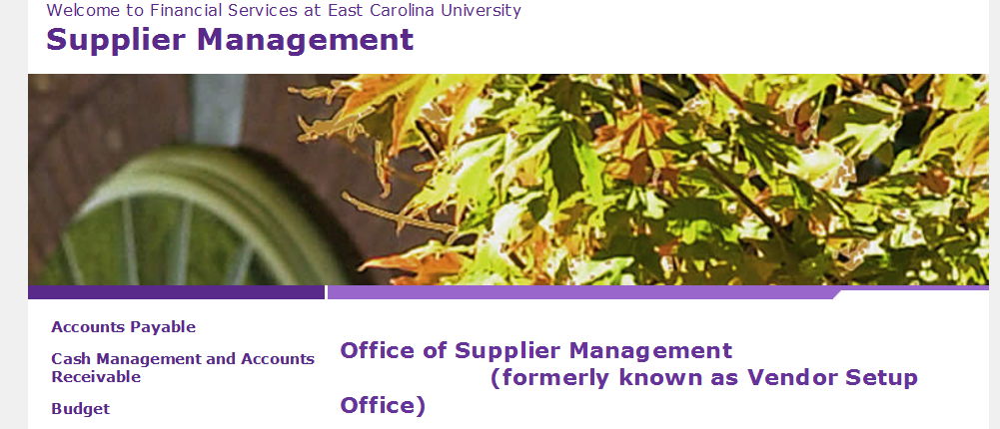 Welcome to Financial Services at East Carolina University
Supplier Management
Accounts Payable
Cash Management and Accounts
Receivable
Budget
Office of Supplier Management
(formerly known as Vendor Setup
Office)